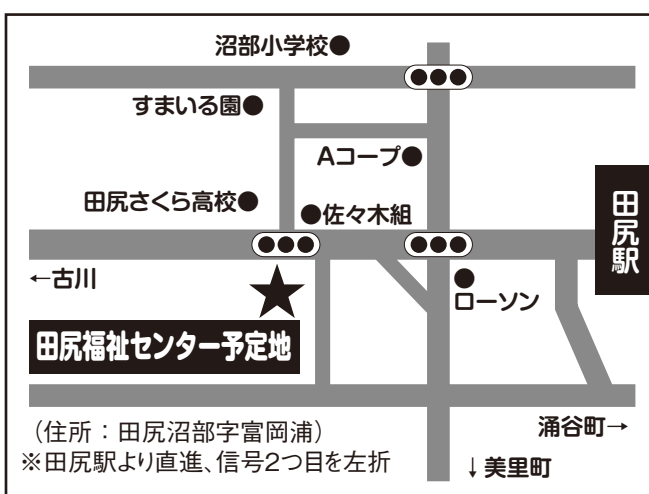 沼部小学校●
すまいる園●
Aコープ●
田尻さくら高校●
●佐々木組
田尻駅
←古川
ローソン
田尻福祉センター予定地
（住所：田尻沼部字富岡浦）
涌谷町→
※田尻駅より直進、信号2つ目を左折
↓美里町